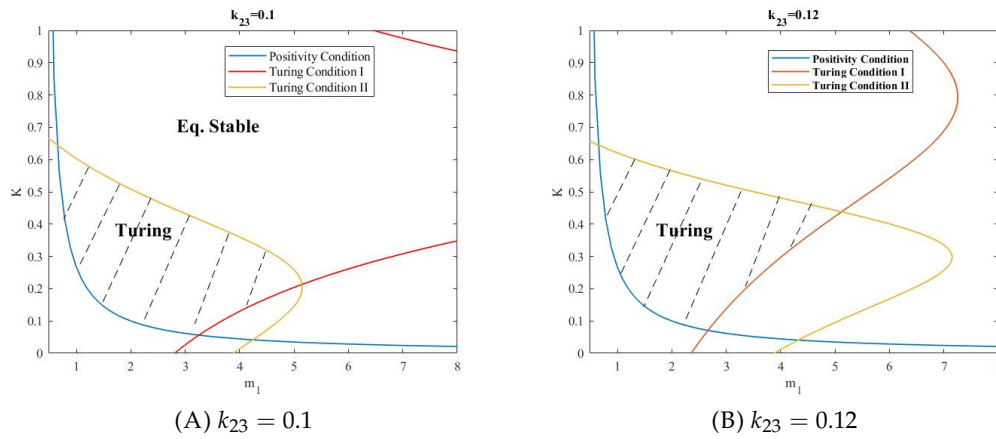 k23=0.1
Positivity Condition
Turing Condition I
Turing Condition II
Eq. Stable
Turing
K
1
0.9
0.8
0.7
0.6
0.5
0.4
0.3
0.2
0.1
0
1 2 3 4 5 6 7 8
m1
(A) k23 = 0.1
k23=0.12
Positivity Condition
Turing Condition I
Turing Condition II
Turing
K
1
0.9
0.8
0.7
0.6
0.5
0.4
0.3
0.2
0.1
0
1 2 3 4 5 6 7
m1
(B) k23 = 0.12